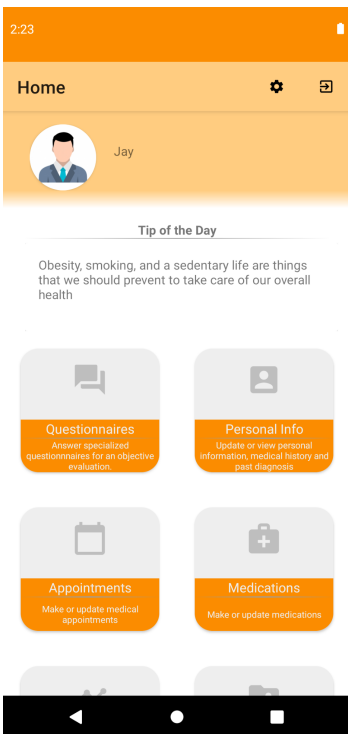 2:23
Home
Jay
Tip of the Day
Obesity, smoking, and a sedentary life are things
that we should prevent to take care of our overall
health
Questionnaires
Answer specialized
questionnnaires for an objective
evaluation.
Personal Info
Update or view personal
information, medical history and
past diagnosis
Appointments
Make or update medical
appointments
Medications
Make or update medications